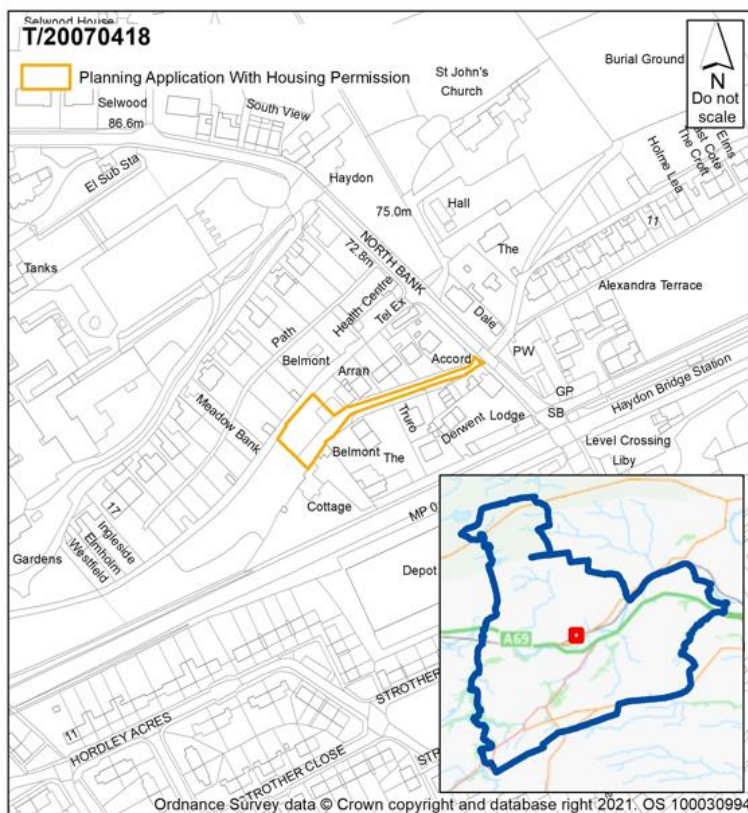 Selwood House
T/20070418
Planning Application With Housing Permission
N
Do not
scale
Burial Ground
St John's
Church
South View
Selwood
86.6m
El Sub Sta
Haydon
75.0m
Hall
The
Elms
East Cote
The Croft
Holme Lea
11
Tanks
NORTH BANK
72.8m
Health Centre
Tel Ex
Path
Dale
Alexandra Terrace
Belmont
Arran
Accord
PW
GP
SB
Haydon Bridge Station
Meadow Bank
Truro
Derwent Lodge
Level Crossing
Liby
Belmont
The
Cottage
MP 0
17
Ingleside
Elmholm
Westfield
Gardens
Depot
A69
STROTHER
11
HORDLEY ACRES
STROTHER CLOSE
Ordnance Survey data © Crown copyright and database right 2021. OS 100030994